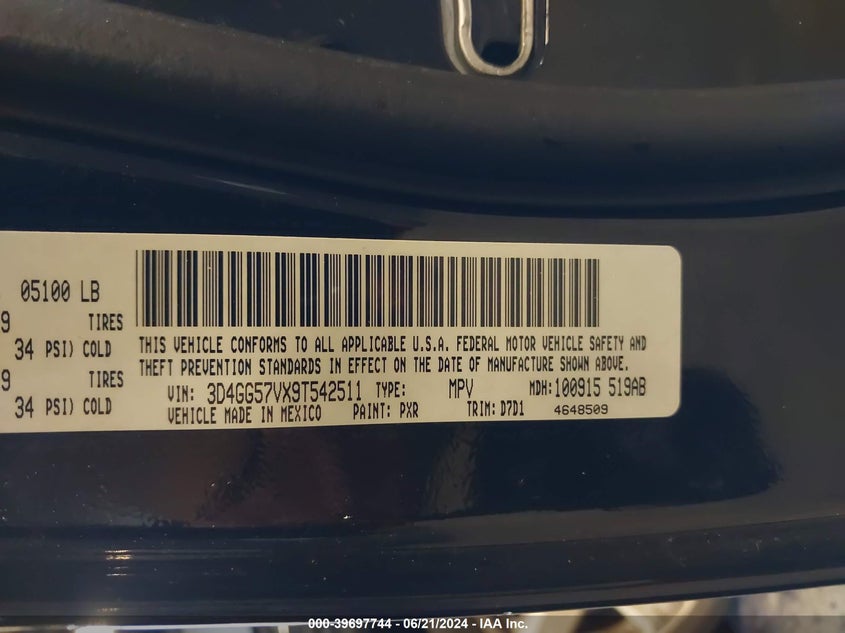 05100 LB
9 TIRES
34 PSI) COLD
9 TIRES
34 PSI) COLD
THIS VEHICLE CONFORMS TO ALL APPLICABLE U.S.A. FEDERAL MOTOR VEHICLE SAFETY AND
THEFT PREVENTION STANDARDS IN EFFECT ON THE DATE OF MANUFACTURE SHOWN ABOVE.
VIN: 3D4GG57VX9T542511 TYPE: MPV MDH: 100915 519AB
VEHICLE MADE IN MEXICO PAINT: PXR TRIM: D7D1 4648509
000-39697744 - 06/21/2024 - IAA Inc.